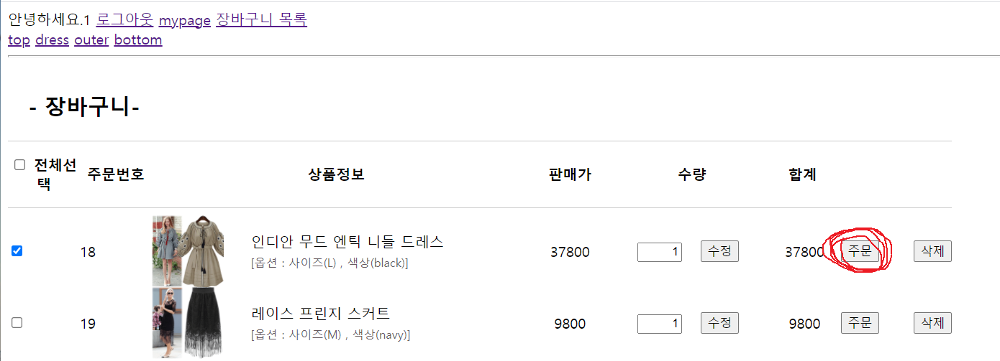 안녕하세요.1 로그아웃 mypage 장바구니 목록
top dress outer bottom
- 장바구니-
전체선
택
주문번호 상품정보 판매가 수량 합계
18 인디안 무드 엔틱 니들 드레스 37800 1 수정 37800 주문 삭제
[옵션 : 사이즈(L) , 색상(black)]
19 레이스 프린지 스커트 9800 1 수정 9800 주문 삭제
[옵션 : 사이즈(M) , 색상(navy)]